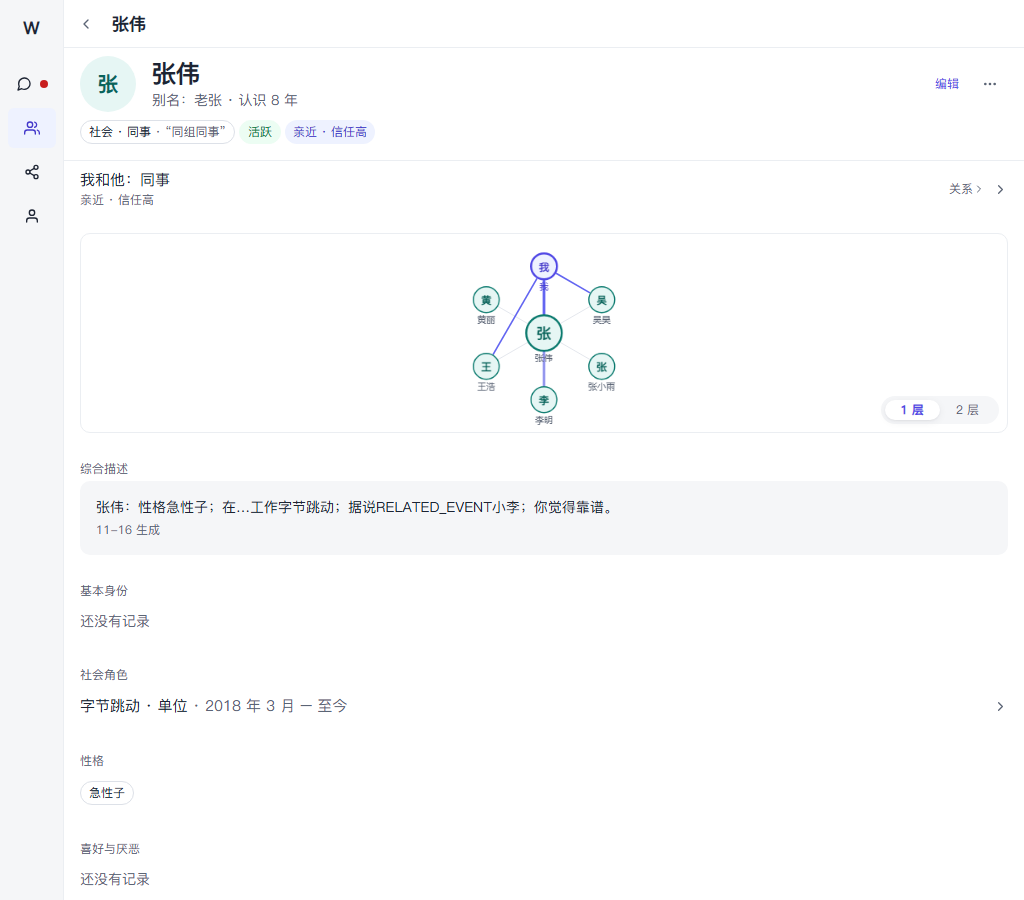 W
张伟
张
张伟
别名：老张 · 认识 8 年
编辑
社会 · 同事 · “同组同事”
活跃
亲近 · 信任高
我和他：同事
亲近 · 信任高
关系
我
我
黄
黄丽
吴
吴昊
张
张伟
王
王浩
张
张小雨
李
李明
1 层
2 层
综合描述
张伟：性格急性子；在…工作字节跳动；据说RELATED_EVENT小李；你觉得靠谱。
11-16 生成
基本身份
还没有记录
社会角色
字节跳动 · 单位 · 2018 年 3 月 — 至今
性格
急性子
喜好与厌恶
还没有记录